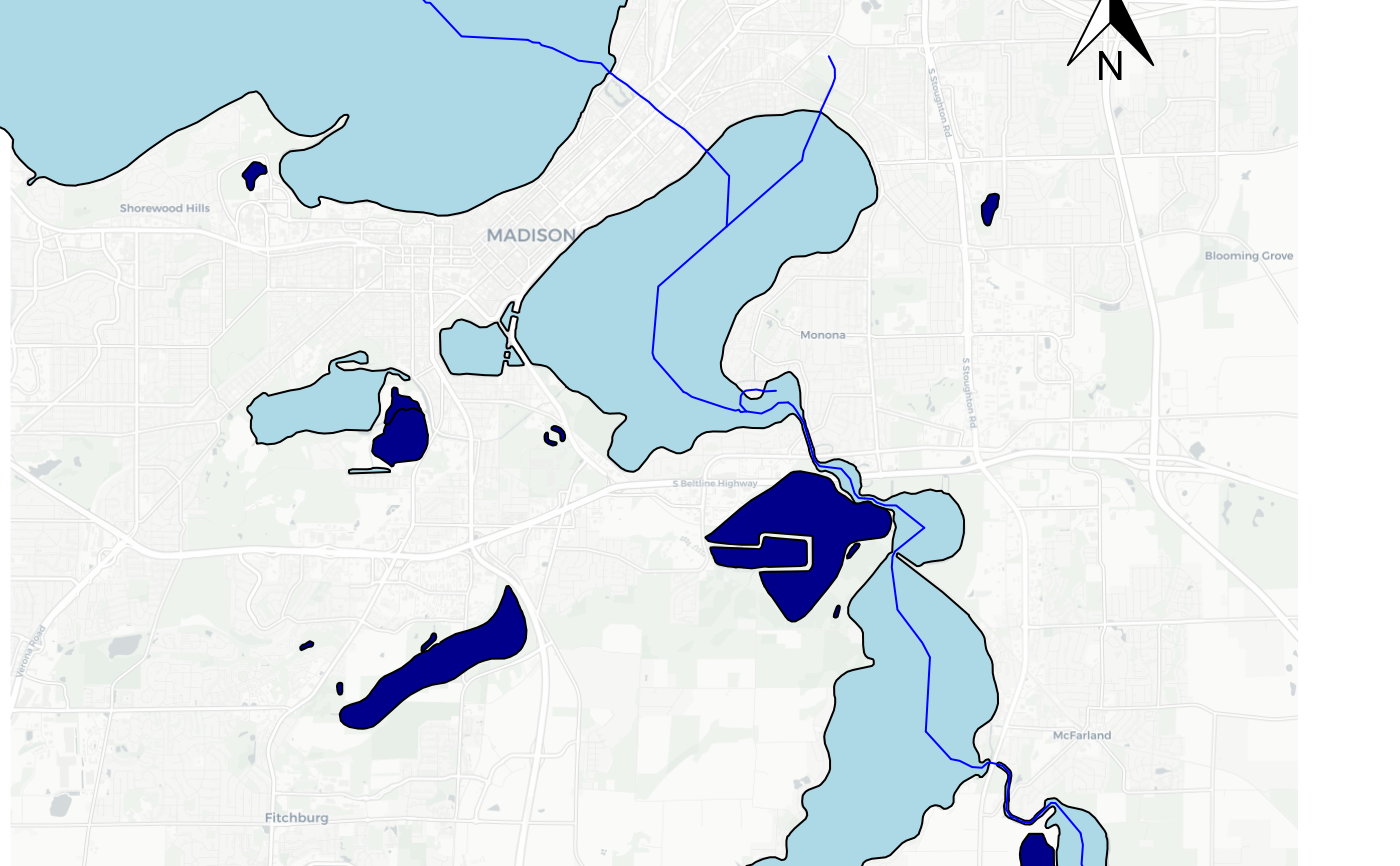 N
S Stoughton Rd
Shorewood Hills
MADISON
Blooming Grove
Monona
S Stoughton Rd
S Beltline Highway
Verona Road
McFarland
Fitchburg